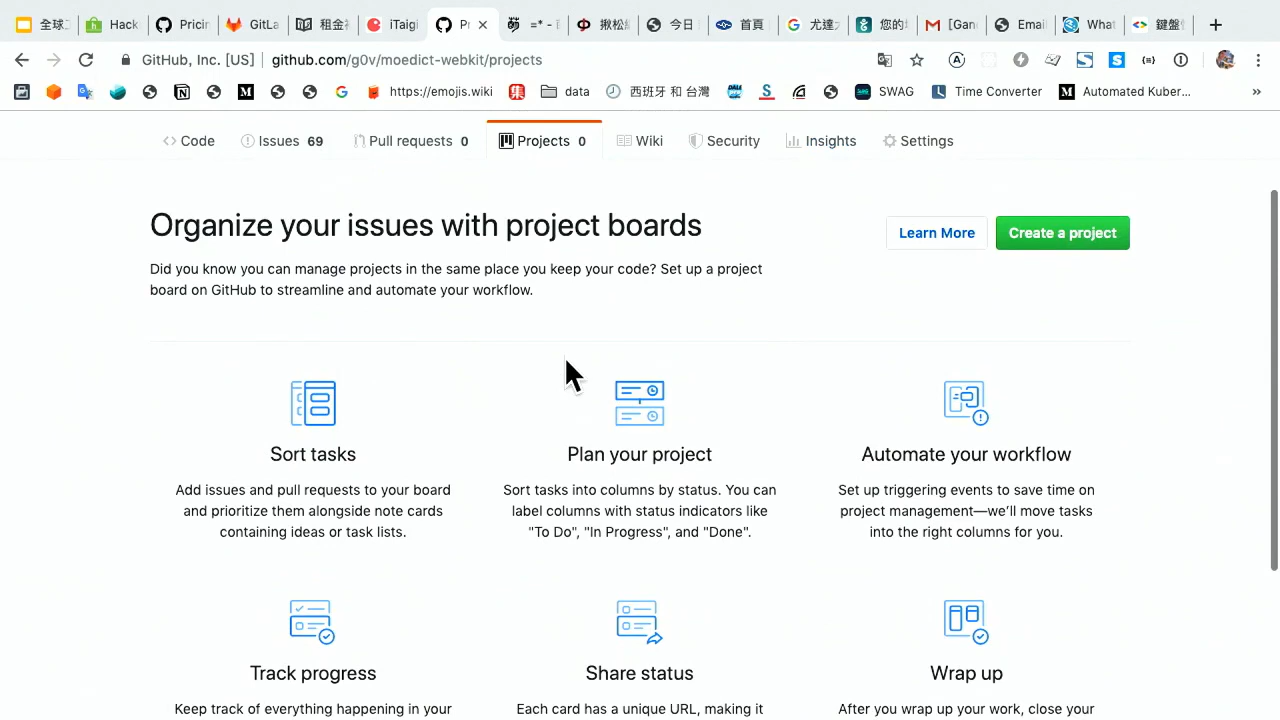 全球工
Hack
Pricin
GitLa
租金補
iTaigi
Pr
揪松
今日
首頁
尤達
您的
[Gan
Email
What
鍵盤
GitHub, Inc. [US]
github.com/g0v/moedict-webkit/projects
https://emojis.wiki
data
西班牙 和 台灣
SWAG
Time Converter
Automated Kuber...
»
Code
Issues 69
Pull requests 0
Projects 0
Wiki
Security
Insights
Settings
Organize your issues with project boards
Learn More
Create a project
Did you know you can manage projects in the same place you keep your code? Set up a project
board on GitHub to streamline and automate your workflow.
Sort tasks
Add issues and pull requests to your board
and prioritize them alongside note cards
containing ideas or task lists.
Plan your project
Sort tasks into columns by status. You can
label columns with status indicators like
"To Do", "In Progress", and "Done".
Automate your workflow
Set up triggering events to save time on
project management—we'll move tasks
into the right columns for you.
Track progress
Keep track of everything happening in your
Share status
Each card has a unique URL, making it
Wrap up
After you wrap up your work, close your